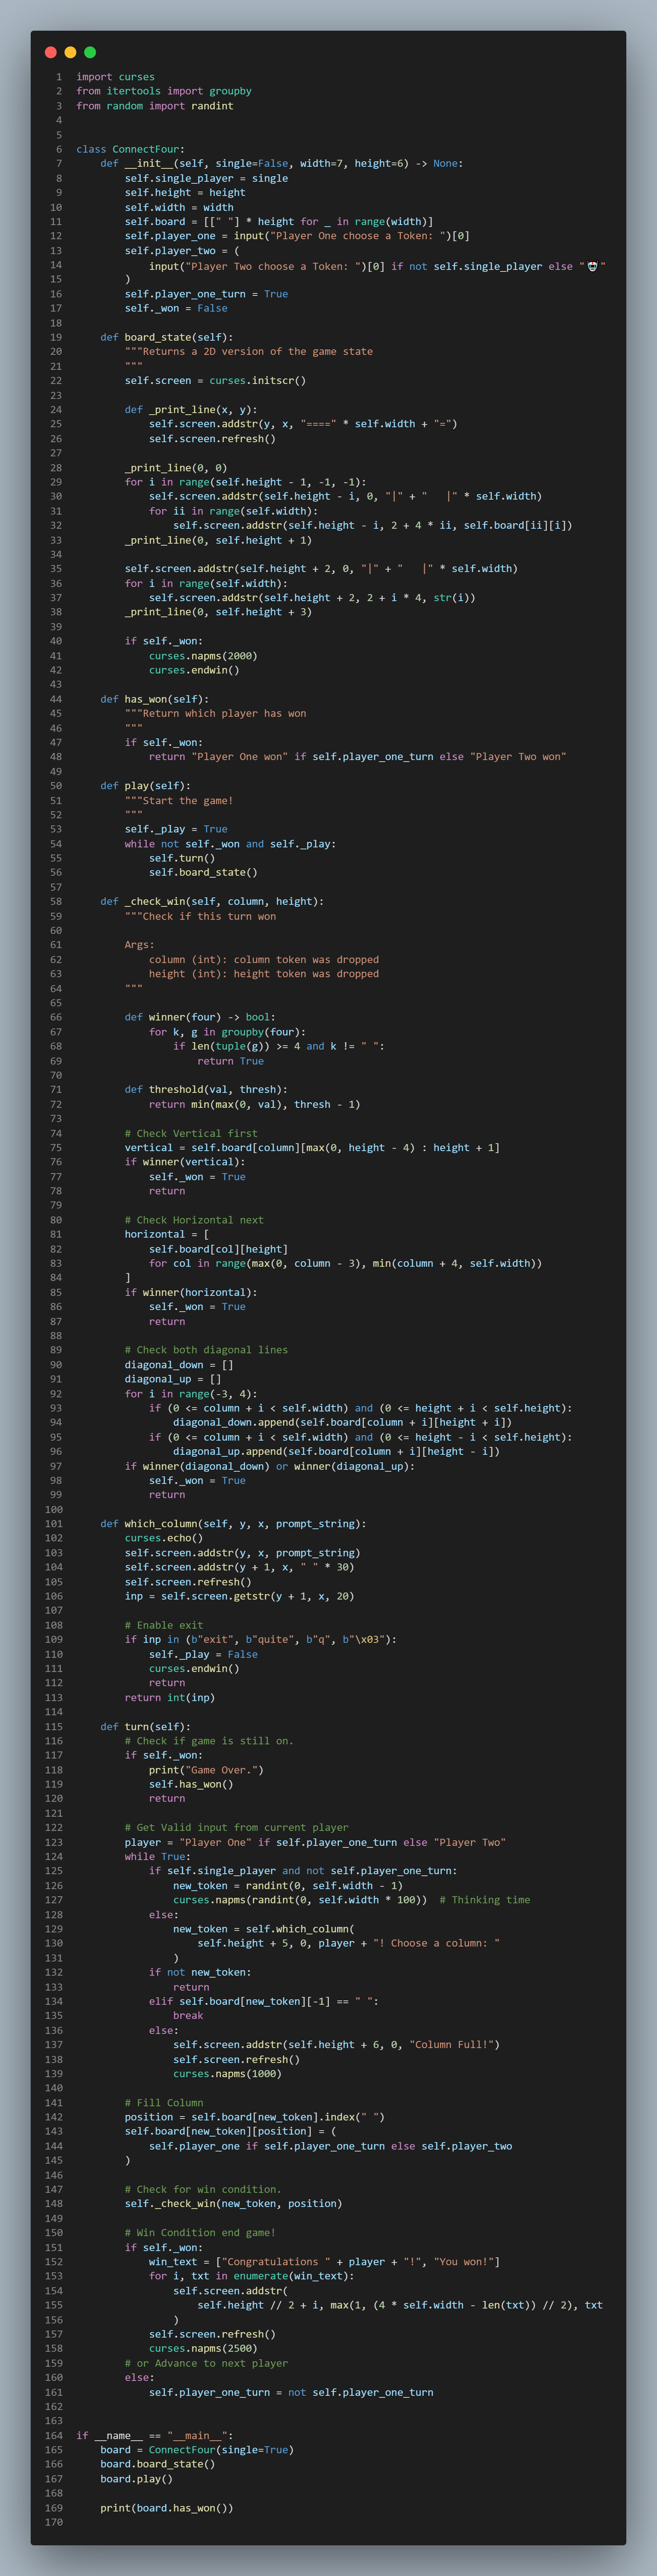 1 import curses
2 from itertools import groupby
3 from random import randint
4
5
6 class ConnectFour:
7     def __init__(self, single=False, width=7, height=6) -> None:
8         self.single_player = single
9         self.height = height
10         self.width = width
11         self.board = [[" "] * height for _ in range(width)]
12         self.player_one = input("Player One choose a Token: ")[0]
13         self.player_two = (
14             input("Player Two choose a Token: ")[0] if not self.single_player else "🤖"
15         )
16         self.player_one_turn = True
17         self._won = False
18
19     def board_state(self):
20         """Returns a 2D version of the game state
21         """
22         self.screen = curses.initscr()
23
24         def _print_line(x, y):
25             self.screen.addstr(y, x, "====" * self.width + "=")
26             self.screen.refresh()
27
28         _print_line(0, 0)
29         for i in range(self.height - 1, -1, -1):
30             self.screen.addstr(self.height - i, 0, "|" + "   |" * self.width)
31             for ii in range(self.width):
32                 self.screen.addstr(self.height - i, 2 + 4 * ii, self.board[ii][i])
33         _print_line(0, self.height + 1)
34
35         self.screen.addstr(self.height + 2, 0, "|" + "   |" * self.width)
36         for i in range(self.width):
37             self.screen.addstr(self.height + 2, 2 + i * 4, str(i))
38         _print_line(0, self.height + 3)
39
40         if self._won:
41             curses.napms(2000)
42             curses.endwin()
43
44     def has_won(self):
45         """Return which player has won
46         """
47         if self._won:
48             return "Player One won" if self.player_one_turn else "Player Two won"
49
50     def play(self):
51         """Start the game!
52         """
53         self._play = True
54         while not self._won and self._play:
55             self.turn()
56             self.board_state()
57
58     def _check_win(self, column, height):
59         """Check if this turn won
60
61         Args:
62             column (int): column token was dropped
63             height (int): height token was dropped
64         """
65
66         def winner(four) -> bool:
67             for k, g in groupby(four):
68                 if len(tuple(g)) >= 4 and k != " ":
69                     return True
70
71         def threshold(val, thresh):
72             return min(max(0, val), thresh - 1)
73
74         # Check Vertical first
75         vertical = self.board[column][max(0, height - 4) : height + 1]
76         if winner(vertical):
77             self._won = True
78             return
79
80         # Check Horizontal next
81         horizontal = [
82             self.board[col][height]
83             for col in range(max(0, column - 3), min(column + 4, self.width))
84         ]
85         if winner(horizontal):
86             self._won = True
87             return
88
89         # Check both diagonal lines
90         diagonal_down = []
91         diagonal_up = []
92         for i in range(-3, 4):
93             if (0 <= column + i < self.width) and (0 <= height + i < self.height):
94                 diagonal_down.append(self.board[column + i][height + i])
95             if (0 <= column + i < self.width) and (0 <= height - i < self.height):
96                 diagonal_up.append(self.board[column + i][height - i])
97         if winner(diagonal_down) or winner(diagonal_up):
98             self._won = True
99             return
100
101     def which_column(self, y, x, prompt_string):
102         curses.echo()
103         self.screen.addstr(y, x, prompt_string)
104         self.screen.addstr(y + 1, x, " " * 30)
105         self.screen.refresh()
106         inp = self.screen.getstr(y + 1, x, 20)
107
108         # Enable exit
109         if inp in (b"exit", b"quite", b"q", b"\x03"):
110             self._play = False
111             curses.endwin()
112             return
113         return int(inp)
114
115     def turn(self):
116         # Check if game is still on.
117         if self._won:
118             print("Game Over.")
119             self.has_won()
120             return
121
122         # Get Valid input from current player
123         player = "Player One" if self.player_one_turn else "Player Two"
124         while True:
125             if self.single_player and not self.player_one_turn:
126                 new_token = randint(0, self.width - 1)
127                 curses.napms(randint(0, self.width * 100))  # Thinking time
128             else:
129                 new_token = self.which_column(
130                     self.height + 5, 0, player + "! Choose a column: "
131                 )
132             if not new_token:
133                 return
134             elif self.board[new_token][-1] == " ":
135                 break
136             else:
137                 self.screen.addstr(self.height + 6, 0, "Column Full!")
138                 self.screen.refresh()
139                 curses.napms(1000)
140
141         # Fill Column
142         position = self.board[new_token].index(" ")
143         self.board[new_token][position] = (
144             self.player_one if self.player_one_turn else self.player_two
145         )
146
147         # Check for win condition.
148         self._check_win(new_token, position)
149
150         # Win Condition end game!
151         if self._won:
152             win_text = ["Congratulations " + player + "!", "You won!"]
153             for i, txt in enumerate(win_text):
154                 self.screen.addstr(
155                     self.height // 2 + i, max(1, (4 * self.width - len(txt)) // 2), txt
156                 )
157             self.screen.refresh()
158             curses.napms(2500)
159         # or Advance to next player
160         else:
161             self.player_one_turn = not self.player_one_turn
162
163
164 if __name__ == "__main__":
165     board = ConnectFour(single=True)
166     board.board_state()
167     board.play()
168
169     print(board.has_won())
170